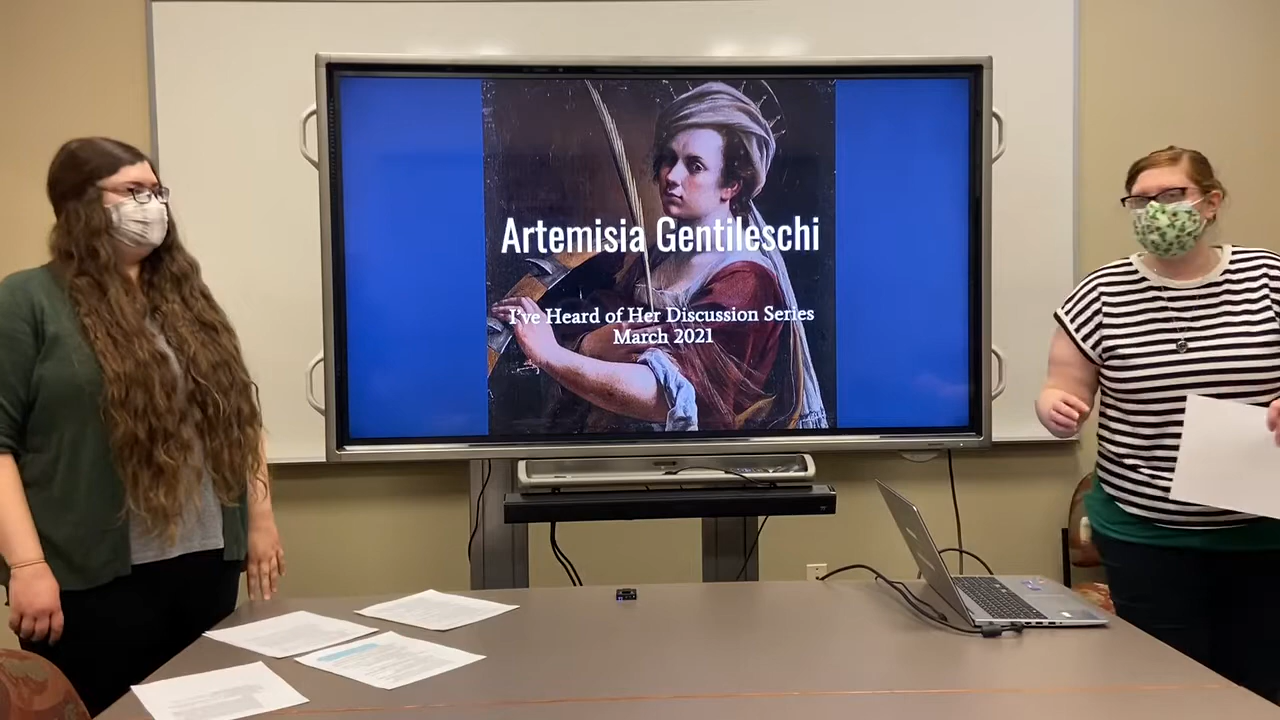 Artemisia Gentileschi
I've Heard of Her Discussion Series
March 2021